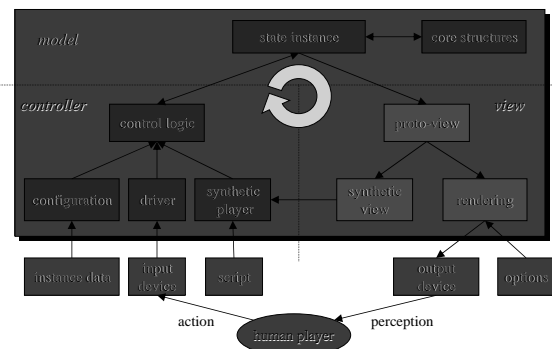 model
state instance
core structures
controller
view
control logic
proto-view
configuration
driver
synthetic
player
synthetic
view
rendering
instance data
input
device
script
output
device
options
action
perception
human player